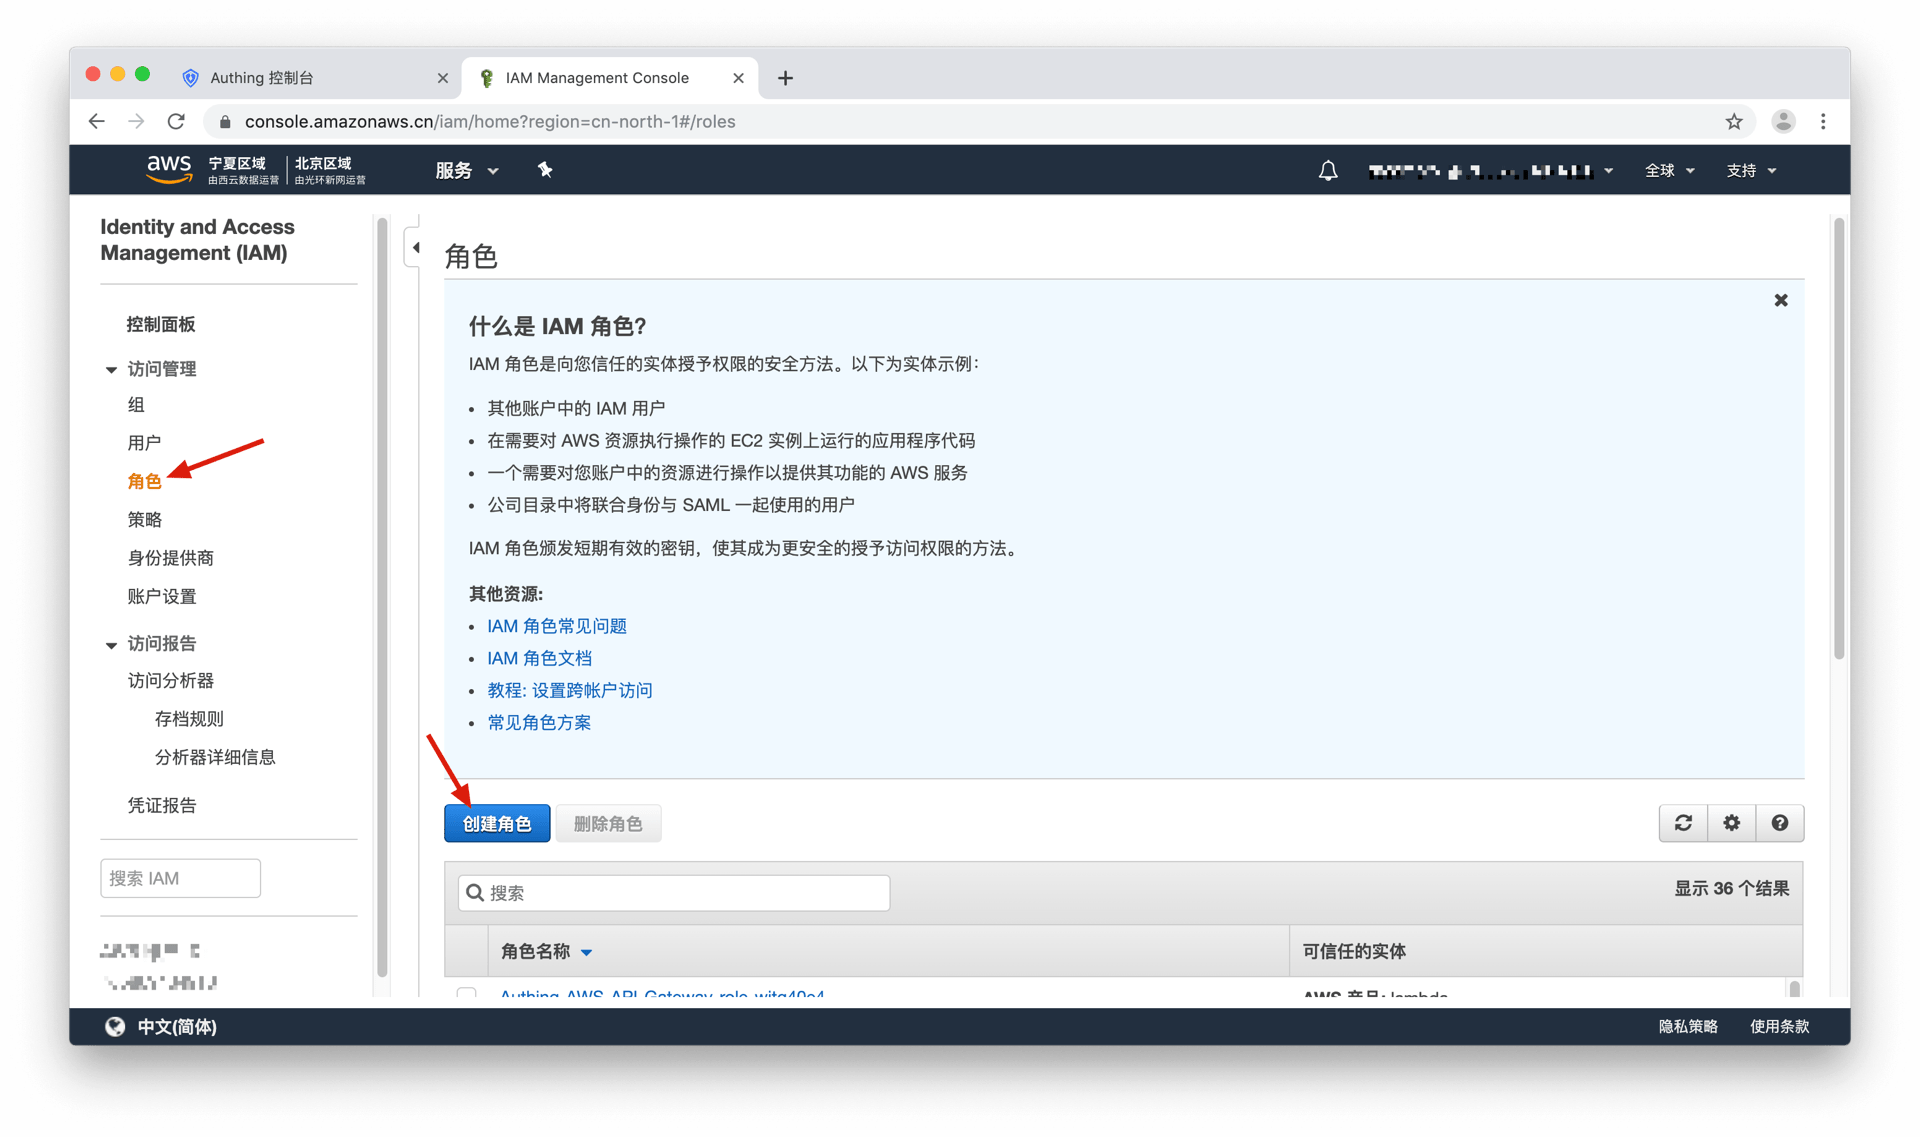 Authing 控制台
IAM Management Console
console.amazonaws.cn/iam/home?region=cn-north-1#/roles
aws
宁夏区域
由西云数据运营
北京区域
由光环新网运营
服务
全球
支持
Identity and Access
Management (IAM)
控制面板
访问管理
组
用户
角色
策略
身份提供商
账户设置
访问报告
访问分析器
存档规则
分析器详细信息
凭证报告
搜索 IAM
角色
什么是 IAM 角色?
IAM 角色是向您信任的实体授予权限的安全方法。以下为实体示例:
• 其他账户中的 IAM 用户
• 在需要对 AWS 资源执行操作的 EC2 实例上运行的应用程序代码
• 一个需要对您账户中的资源进行操作以提供其功能的 AWS 服务
• 公司目录中将联合身份与 SAML 一起使用的用户
IAM 角色颁发短期有效的密钥，使其成为更安全的授予访问权限的方法。
其他资源:
• IAM 角色常见问题
• IAM 角色文档
• 教程: 设置跨帐户访问
• 常见角色方案
创建角色
删除角色
搜索
显示 36 个结果
角色名称
可信任的实体
Authing-AWS-API-Gateway-role-
AWS 产品: lambda
中文(简体)
隐私策略
使用条款